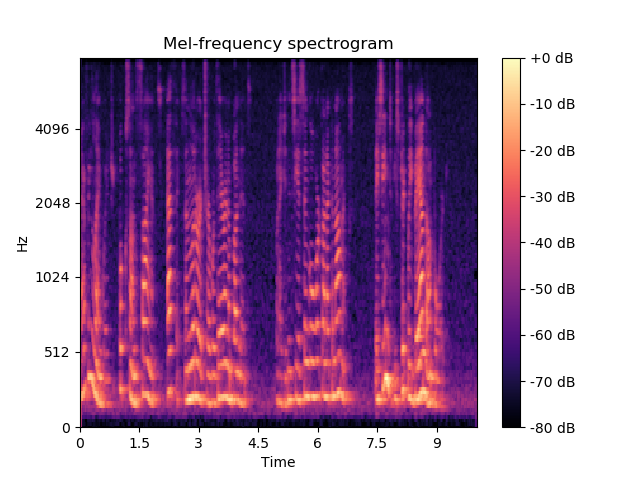 Mel-frequency spectrogram
Hz
4096
2048
1024
512
0
0 1.5 3 4.5 6 7.5 9
Time
+0 dB
-10 dB
-20 dB
-30 dB
-40 dB
-50 dB
-60 dB
-70 dB
-80 dB